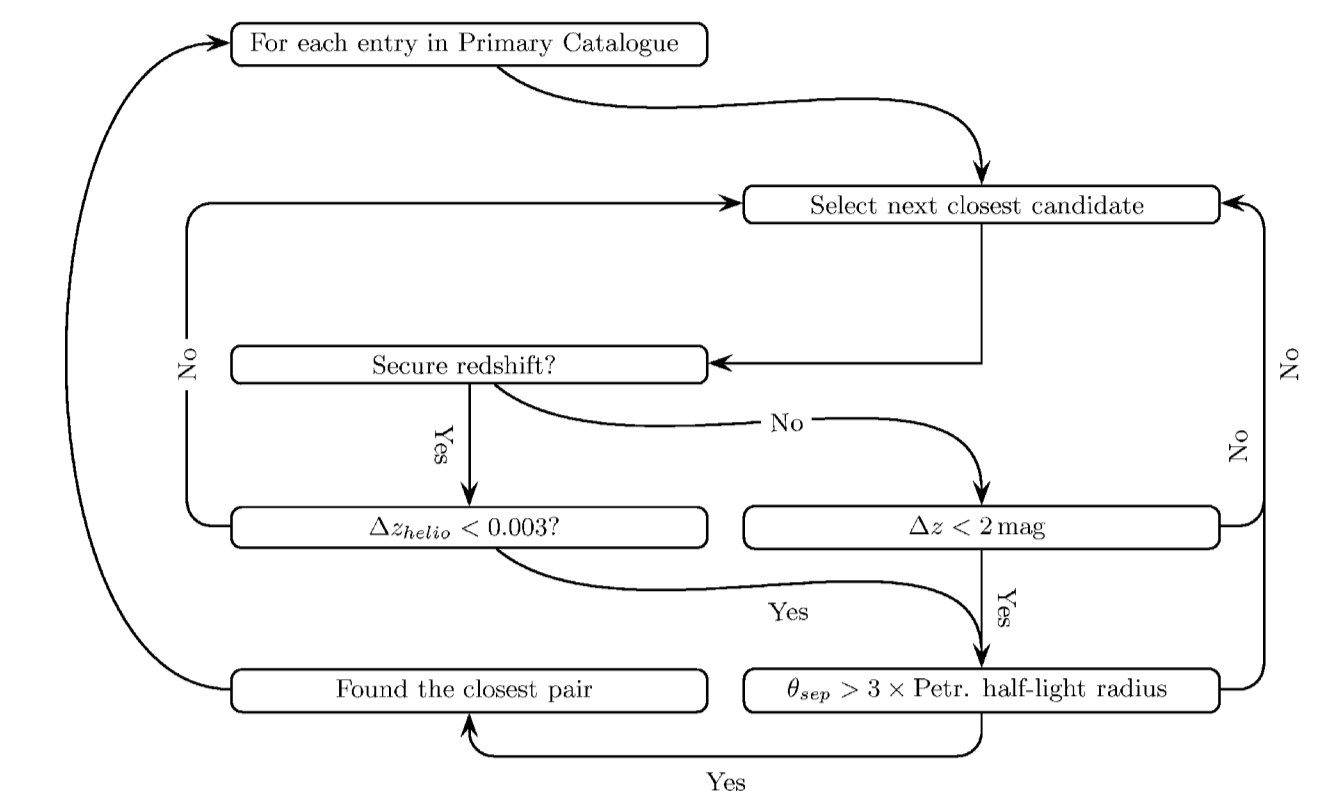 For each entry in Primary Catalogue
Select next closest candidate
No
Secure redshift?
No
No
Yes
No
Δz_helio < 0.003?
Δz < 2 mag
Yes
Yes
Found the closest pair
θ_sep > 3 × Petr. half-light radius
Yes